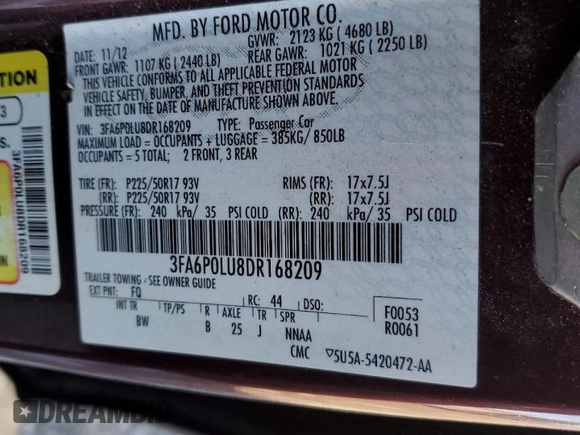 MFD. BY FORD MOTOR CO.
DATE: 11/12 GVWR: 2123 KG ( 4680 LB)
FRONT GAWR: 1107 KG ( 2440 LB) REAR GAWR: 1021 KG ( 2250 LB)
THIS VEHICLE CONFORMS TO ALL APPLICABLE FEDERAL MOTOR
VEHICLE SAFETY, BUMPER, AND THEFT PREVENTION STANDARDS
IN EFFECT ON THE DATE OF MANUFACTURE SHOWN ABOVE.
VIN: 3FA6P0LU8DR168209 TYPE: Passenger Car
MAXIMUM LOAD = OCCUPANTS + LUGGAGE = 385KG/ 850LB
OCCUPANTS = 5 TOTAL; 2 FRONT, 3 REAR
TIRE (FR): P225/50R17 93V RIMS (FR): 17x7.5J
(RR): P225/50R17 93V (RR): 17x7.5J
PRESSURE (FR): 240 kPa/ 35 PSI COLD (RR): 240 kPa/ 35 PSI COLD
3FA6P0LU8DR168209
TRAILER TOWING - SEE OWNER GUIDE
EXT PNT: FQ RC: 44 DSO:
F0053
R0061
INT TR TP/PS R AXLE TR SPR
BW B 25 J NNAA
CMC ▽5U5A-5420472-AA
TION
3
S.
3FA6P0LU8DR168209
DREAMBID